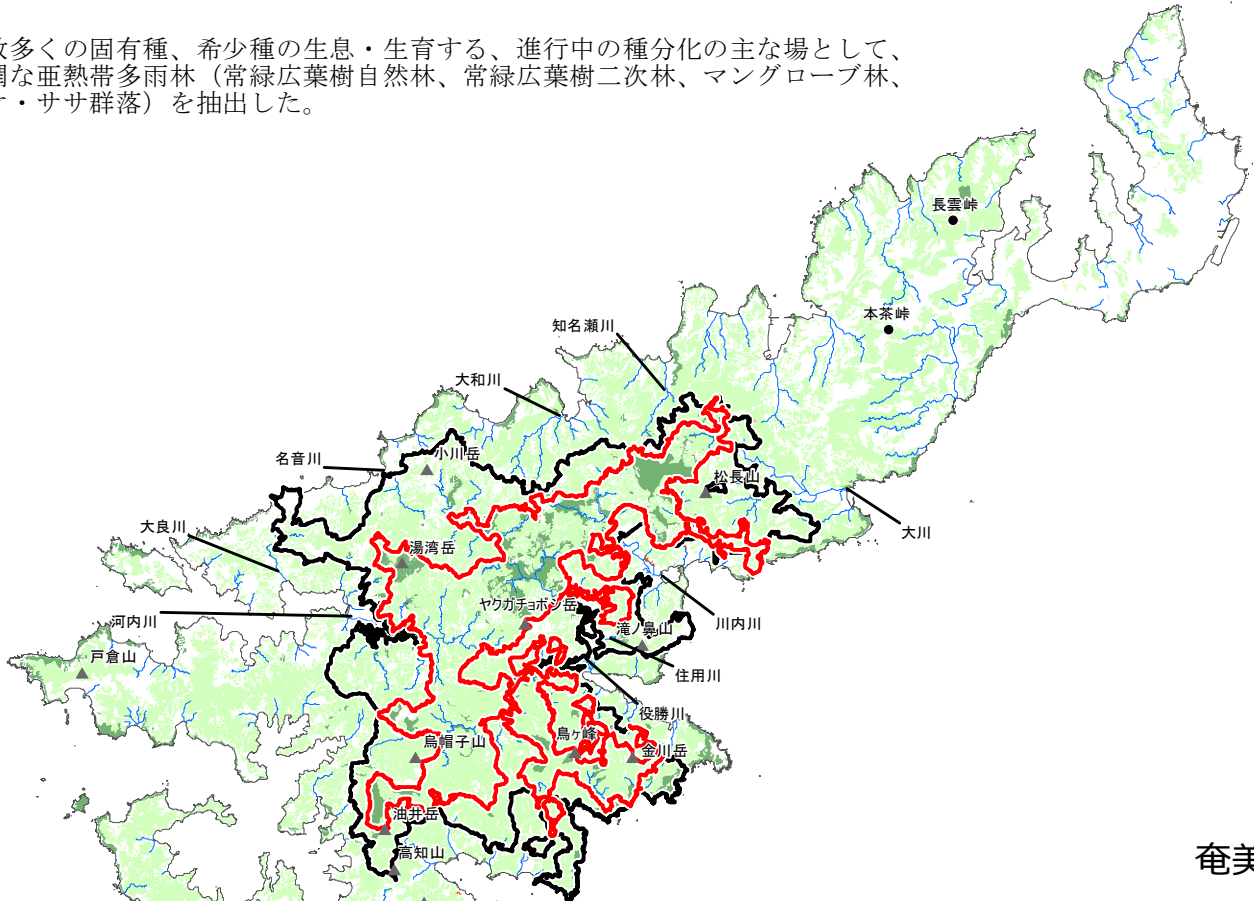 数多くの固有種、希少種の生息・生育する、進行中の種分化の主な場として、
な亜熱帯多雨林（常緑広葉樹自然林、常緑広葉樹二次林、マングローブ林、
・ササ群落）を抽出した。
長雲峠
本茶峠
知名瀬川
大和川
名音川
小川岳
松長山
大川
大良川
湯湾岳
ヤクガチョボシ岳
河内川
滝ノ鼻山
川内川
戸倉山
住用川
役勝川
烏帽子山
鳥ヶ峰
金川岳
油井岳
高知山
奄美